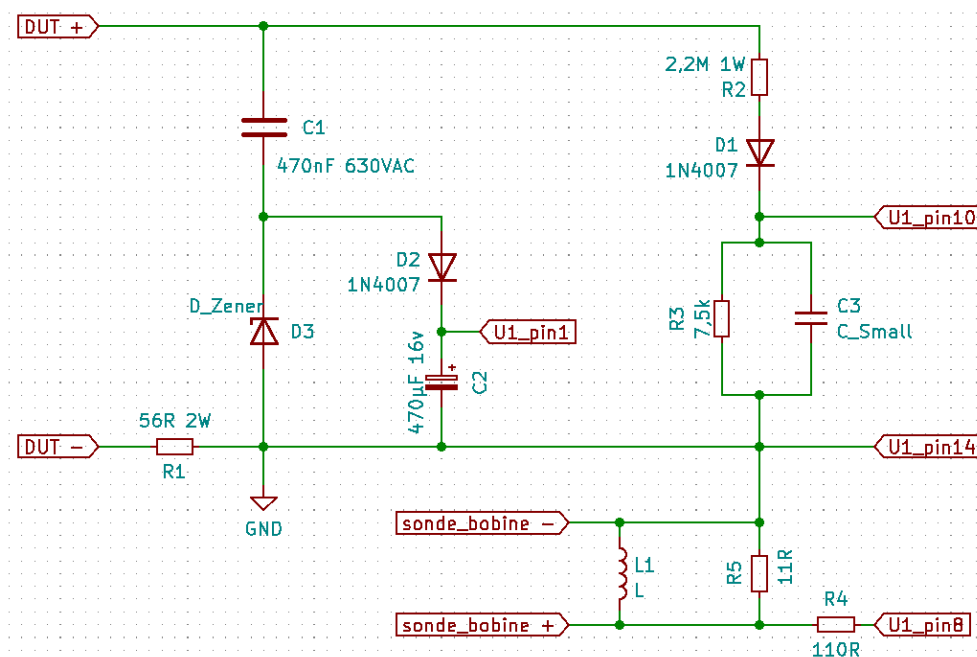 DUT +
2,2M 1W
R2
C1
470nF 630VAC
D1
1N4007
U1_pin10
D2
1N4007
D_Zener
D3
U1_pin1
470µF 16v
C2
R3
7,5k
C3
C_Small
56R 2W
DUT -
R1
U1_pin14
GND
sonde_bobine -
L1
L
R5
11R
sonde_bobine +
R4
U1_pin8
110R